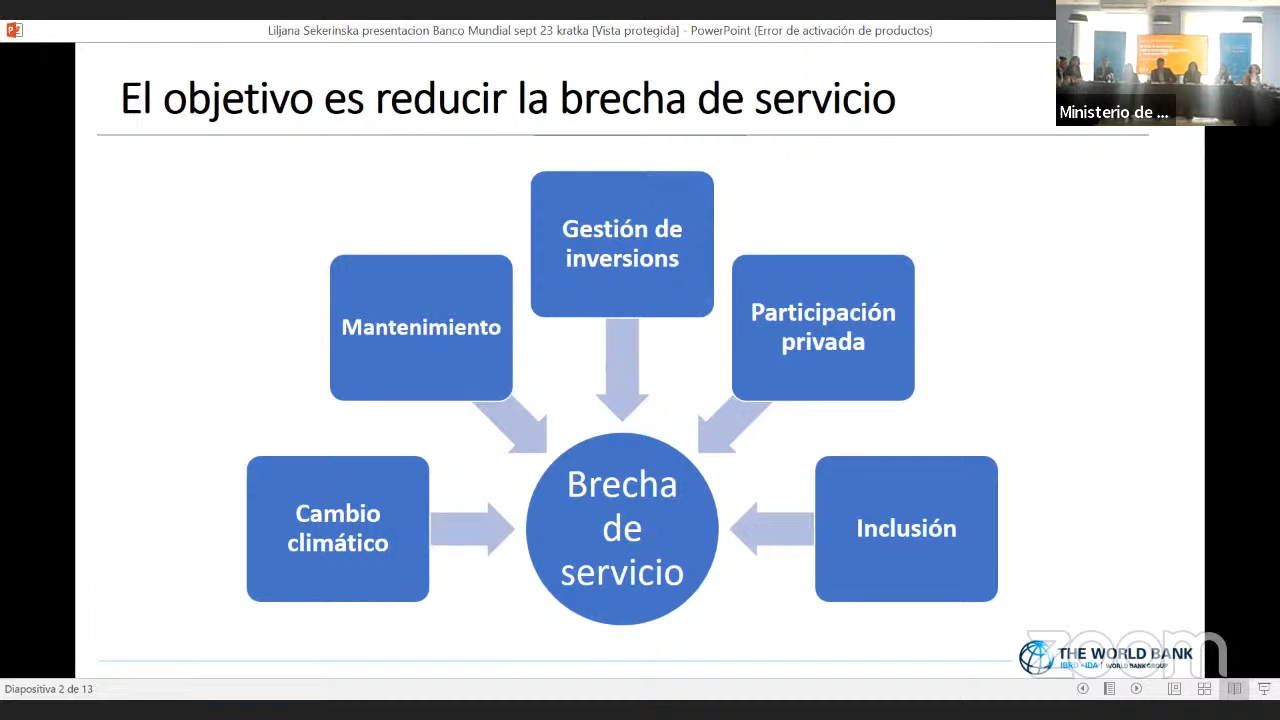 Liljana Sekerinska presentacion Banco Mundial sept 23 kratka [Vista protegida] - PowerPoint (Error de activación de productos)
Ministerio de ...
El objetivo es reducir la brecha de servicio
Gestión de
inversions
Mantenimiento
Participación
privada
Cambio
climático
Brecha
de
servicio
Inclusión
zoom
THE WORLD BANK
IBRD • IDA | WORLD BANK GROUP
Diapositiva 2 de 13